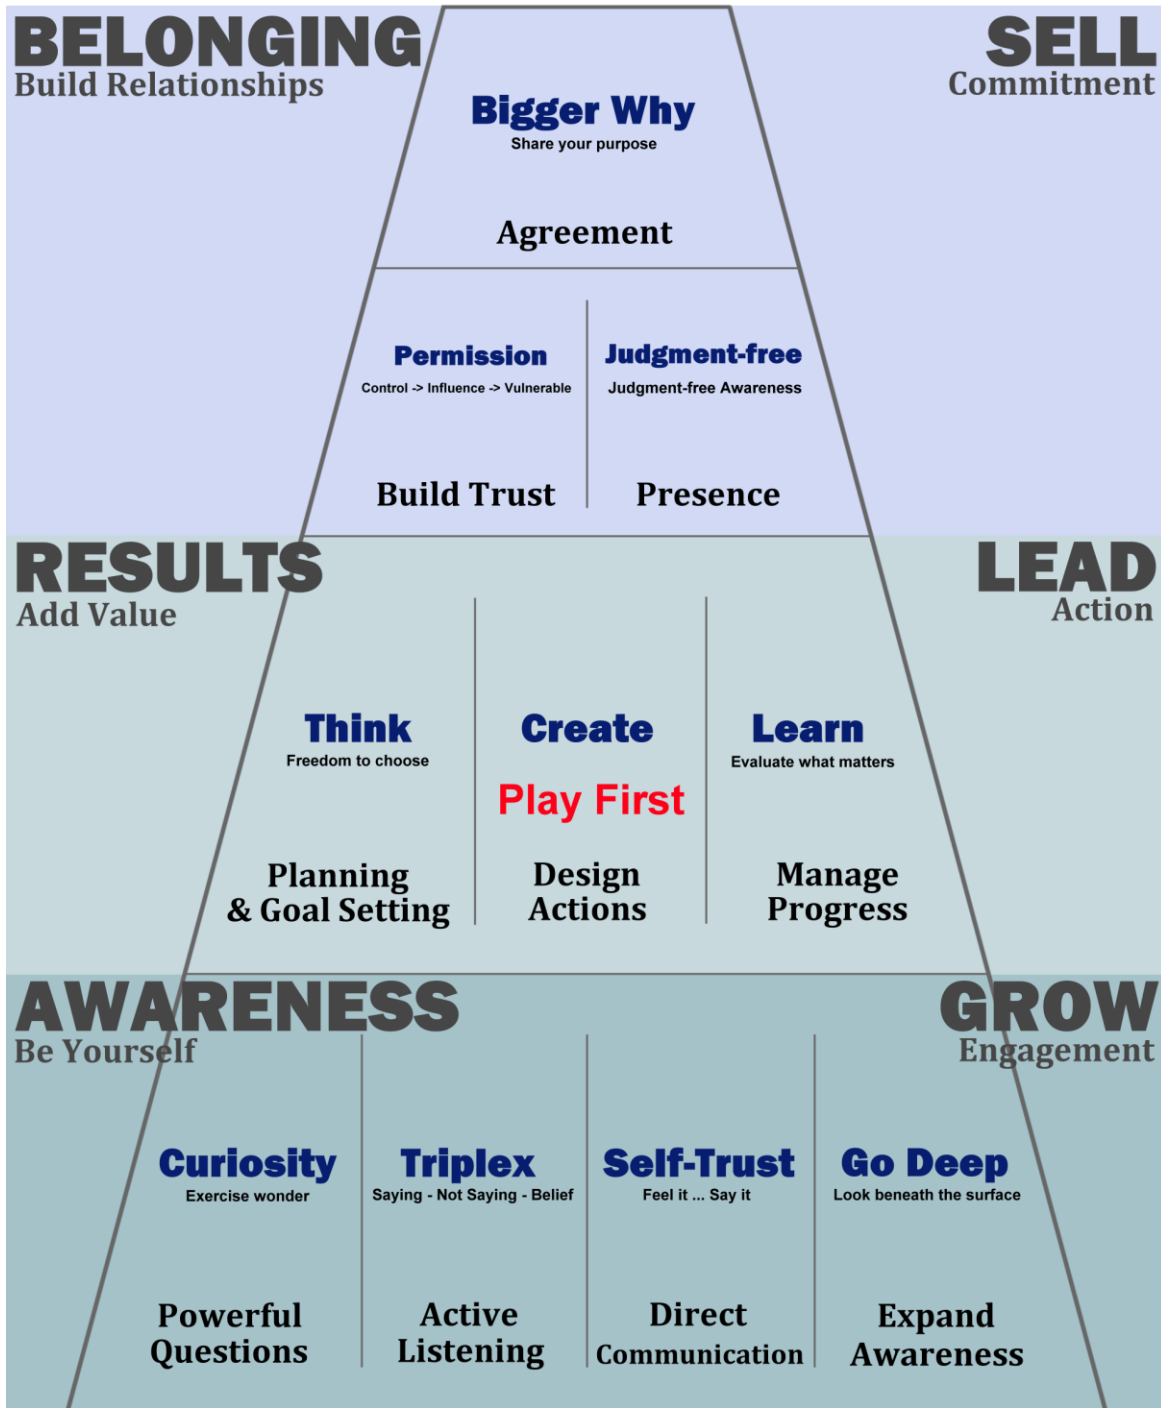 BELONGING
Build Relationships
SELL
Commitment
Bigger Why
Share your purpose
Agreement
Permission
Control -> Influence -> Vulnerable
Build Trust
Judgment-free
Judgment-free Awareness
Presence
RESULTS
Add Value
LEAD
Action
Think
Freedom to choose
Planning
& Goal Setting
Create
Play First
Design
Actions
Learn
Evaluate what matters
Manage
Progress
AWARENESS
Be Yourself
GROW
Engagement
Curiosity
Exercise wonder
Powerful
Questions
Triplex
Saying - Not Saying - Belief
Active
Listening
Self-Trust
Feel it ... Say it
Direct
Communication
Go Deep
Look beneath the surface
Expand
Awareness